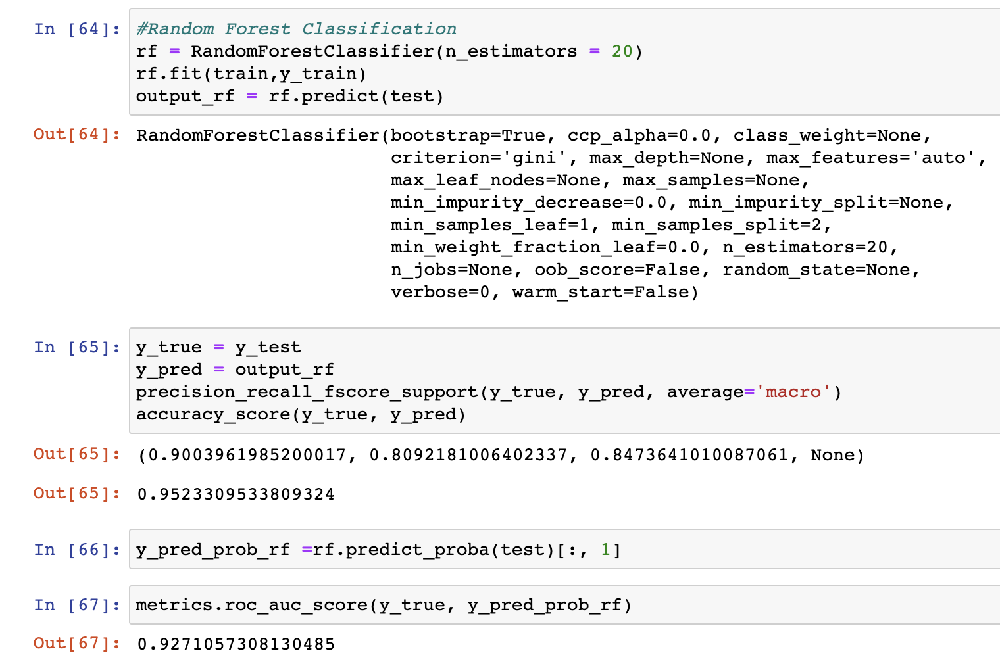 In [64]: #Random Forest Classification
rf = RandomForestClassifier(n_estimators = 20)
rf.fit(train,y_train)
output_rf = rf.predict(test)
Out[64]: RandomForestClassifier(bootstrap=True, ccp_alpha=0.0, class_weight=None,
criterion='gini', max_depth=None, max_features='auto',
max_leaf_nodes=None, max_samples=None,
min_impurity_decrease=0.0, min_impurity_split=None,
min_samples_leaf=1, min_samples_split=2,
min_weight_fraction_leaf=0.0, n_estimators=20,
n_jobs=None, oob_score=False, random_state=None,
verbose=0, warm_start=False)
In [65]: y_true = y_test
y_pred = output_rf
precision_recall_fscore_support(y_true, y_pred, average='macro')
accuracy_score(y_true, y_pred)
Out[65]: (0.9003961985200017, 0.8092181006402337, 0.8473641010087061, None)
Out[65]: 0.9523309533809324
In [66]: y_pred_prob_rf =rf.predict_proba(test)[:, 1]
In [67]: metrics.roc_auc_score(y_true, y_pred_prob_rf)
Out[67]: 0.9271057308130485